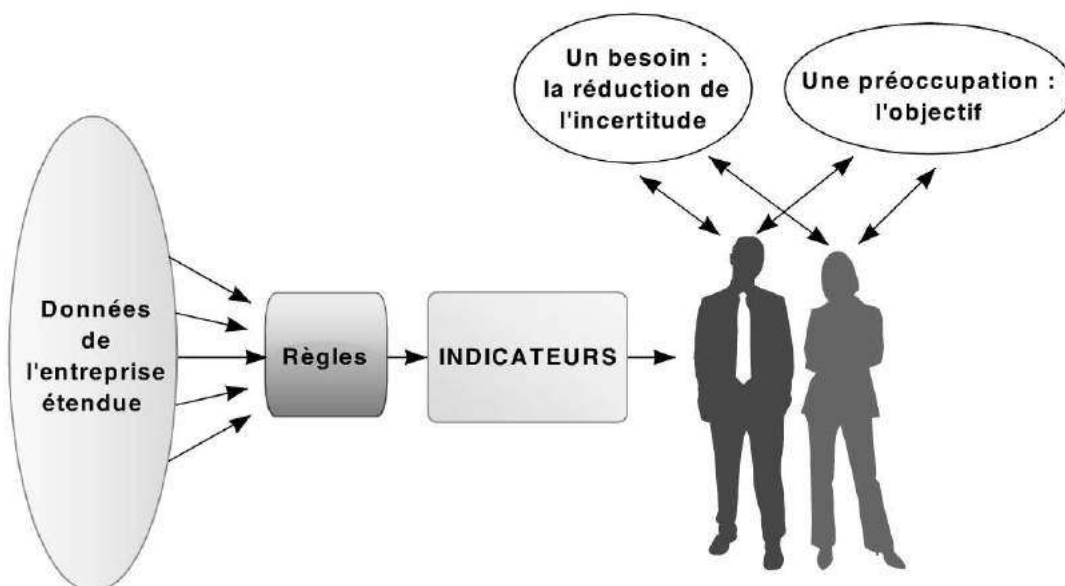 Un besoin :
la réduction de
l'incertitude
Une préoccupation :
l'objectif
Données
de
l'entreprise
étendue
Règles
INDICATEURS